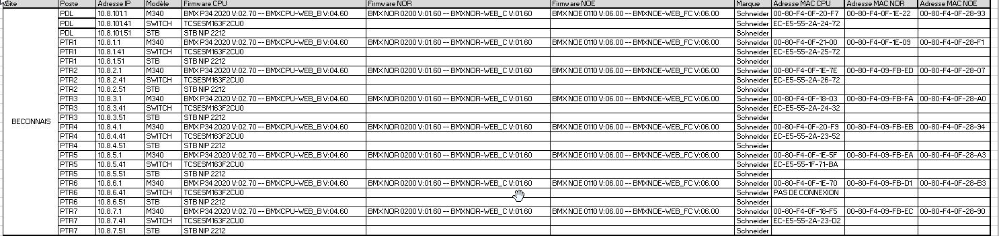 Site Poste Adresse IP Modèle Firmware CPU Firmware NOR Firmware NOE Marque Adresse MAC CPU Adresse MAC NOR Adresse MAC NOE
PDL 10.8.101.1 M340 BMX P34 2020 V:02.70 -- BMXCPU-WEB_B V:04.60 BMX NOR 0200 V:01.60 -- BMXNOR-WEB_C V:01.60 BMX NOE 0110 V:06.00 -- BMXNOE-WEB_FC V:06.00 Schneider 00-80-F4-0F-20-F7 00-80-F4-0F-1E-22 00-80-F4-0F-28-93
PDL 10.8.101.41 SWITCH TCSESM163F2CU0 Schneider EC-E5-55-2A-24-72
PDL 10.8.101.51 STB STB NIP 2212 Schneider
PTR1 10.8.1.1 M340 BMX P34 2020 V:02.70 -- BMXCPU-WEB_B V:04.60 BMX NOR 0200 V:01.60 -- BMXNOR-WEB_C V:01.60 BMX NOE 0110 V:06.00 -- BMXNOE-WEB_FC V:06.00 Schneider 00-80-F4-0F-21-00 00-80-F4-0F-1E-09 00-80-F4-0F-28-F1
PTR1 10.8.1.41 SWITCH TCSESM163F2CU0 Schneider EC-E5-55-2A-25-72
PTR1 10.8.1.51 STB STB NIP 2212 Schneider
PTR2 10.8.2.1 M340 BMX P34 2020 V:02.70 -- BMXCPU-WEB_B V:04.60 BMX NOR 0200 V:01.60 -- BMXNOR-WEB_C V:01.60 BMX NOE 0110 V:06.00 -- BMXNOE-WEB_FC V:06.00 Schneider 00-80-F4-0F-1E-7E 00-80-F4-09-FB-ED 00-80-F4-0F-28-07
PTR2 10.8.2.41 SWITCH TCSESM163F2CU0 Schneider EC-E5-55-2A-26-72
PTR2 10.8.2.51 STB STB NIP 2212 Schneider
PTR3 10.8.3.1 M340 BMX P34 2020 V:02.70 -- BMXCPU-WEB_B V:04.60 BMX NOR 0200 V:01.60 -- BMXNOR-WEB_C V:01.60 BMX NOE 0110 V:06.00 -- BMXNOE-WEB_FC V:06.00 Schneider 00-80-F4-0F-18-03 00-80-F4-09-FB-FA 00-80-F4-0F-28-A0
PTR3 10.8.3.41 SWITCH TCSESM163F2CU0 Schneider EC-E5-55-2A-24-32
PTR3 10.8.3.51 STB STB NIP 2212 Schneider
BECONNAIS
PTR4 10.8.4.1 M340 BMX P34 2020 V:02.70 -- BMXCPU-WEB_B V:04.60 BMX NOR 0200 V:01.60 -- BMXNOR-WEB_C V:01.60 BMX NOE 0110 V:06.00 -- BMXNOE-WEB_FC V:06.00 Schneider 00-80-F4-0F-20-F9 00-80-F4-09-FB-EB 00-80-F4-0F-28-94
PTR4 10.8.4.41 SWITCH TCSESM163F2CU0 Schneider EC-E5-55-2A-23-52
PTR4 10.8.4.51 STB STB NIP 2212 Schneider
PTR5 10.8.5.1 M340 BMX P34 2020 V:02.70 -- BMXCPU-WEB_B V:04.60 BMX NOR 0200 V:01.60 -- BMXNOR-WEB_C V:01.60 BMX NOE 0110 V:06.00 -- BMXNOE-WEB_FC V:06.00 Schneider 00-80-F4-0F-1E-5F 00-80-F4-09-FB-EA 00-80-F4-0F-28-A3
PTR5 10.8.5.41 SWITCH TCSESM163F2CU0 Schneider EC-E5-55-1F-71-BA
PTR5 10.8.5.51 STB STB NIP 2212 Schneider
PTR6 10.8.6.1 M340 BMX P34 2020 V:02.70 -- BMXCPU-WEB_B V:04.60 BMX NOR 0200 V:01.60 -- BMXNOR-WEB_C V:01.60 BMX NOE 0110 V:06.00 -- BMXNOE-WEB_FC V:06.00 Schneider 00-80-F4-0F-1E-70 00-80-F4-09-FB-D1 00-80-F4-0F-28-B3
PTR6 10.8.6.41 SWITCH TCSESM163F2CU0 Schneider PAS DE CONNEXION
PTR6 10.8.6.51 STB STB NIP 2212 Schneider
PTR7 10.8.7.1 M340 BMX P34 2020 V:02.70 -- BMXCPU-WEB_B V:04.60 BMX NOR 0200 V:01.60 -- BMXNOR-WEB_C V:01.60 BMX NOE 0110 V:06.00 -- BMXNOE-WEB_FC V:06.00 Schneider 00-80-F4-0F-18-F5 00-80-F4-09-FB-EC 00-80-F4-0F-28-90
PTR7 10.8.7.41 SWITCH TCSESM163F2CU0 Schneider EC-E5-55-2A-23-D2
PTR7 10.8.7.51 STB STB NIP 2212 Schneider